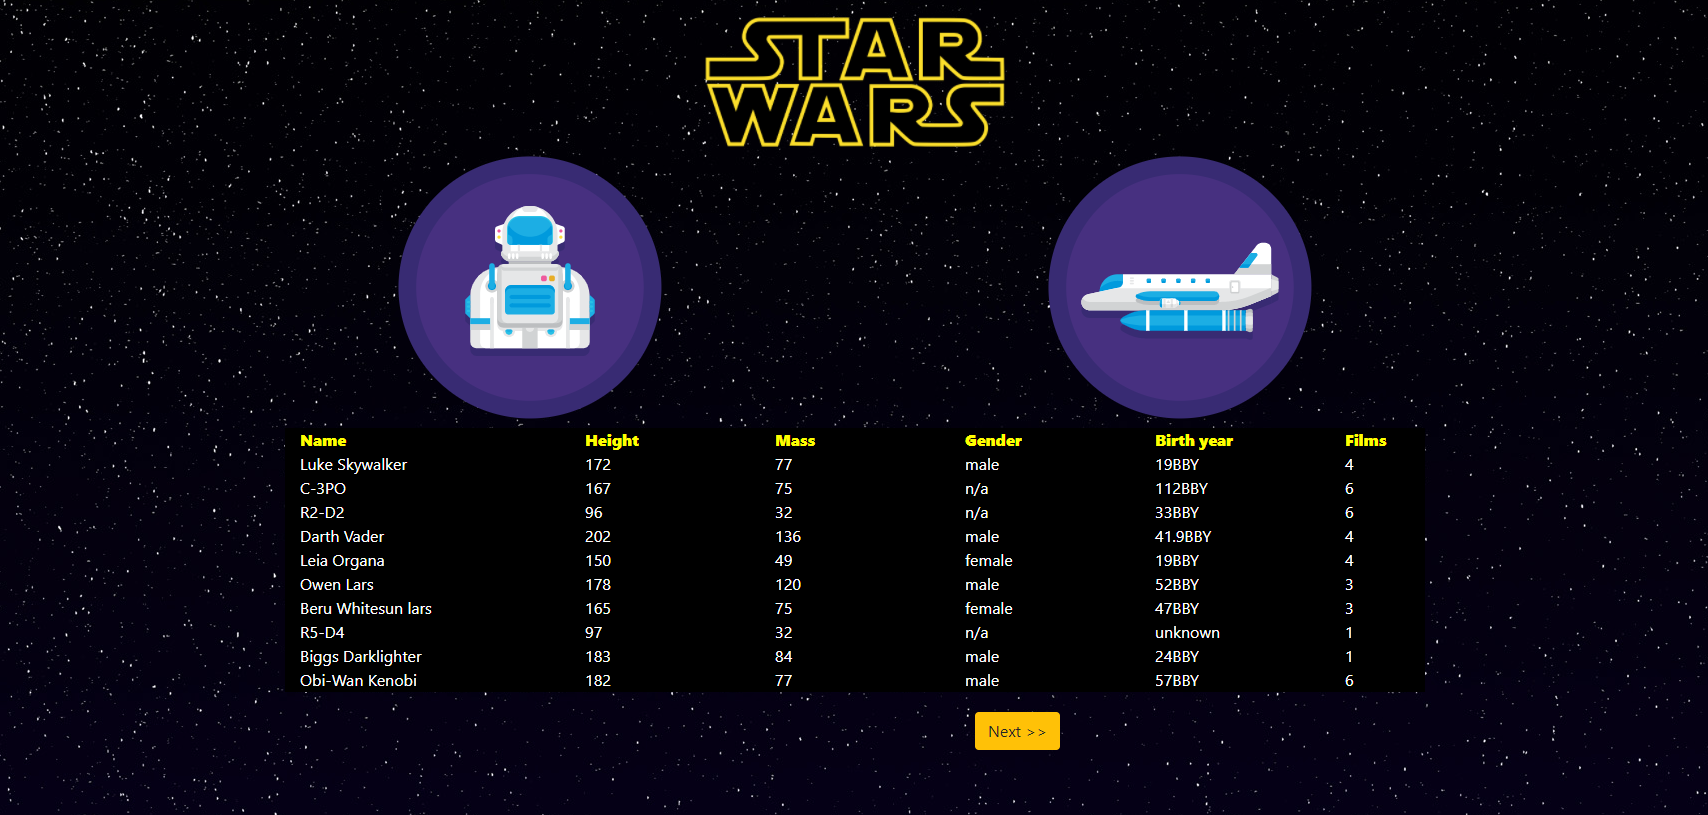 STAR
WARS
Name Height Mass Gender Birth year Films
Luke Skywalker 172 77 male 19BBY 4
C-3PO 167 75 n/a 112BBY 6
R2-D2 96 32 n/a 33BBY 6
Darth Vader 202 136 male 41.9BBY 4
Leia Organa 150 49 female 19BBY 4
Owen Lars 178 120 male 52BBY 3
Beru Whitesun lars 165 75 female 47BBY 3
R5-D4 97 32 n/a unknown 1
Biggs Darklighter 183 84 male 24BBY 1
Obi-Wan Kenobi 182 77 male 57BBY 6
Next >>